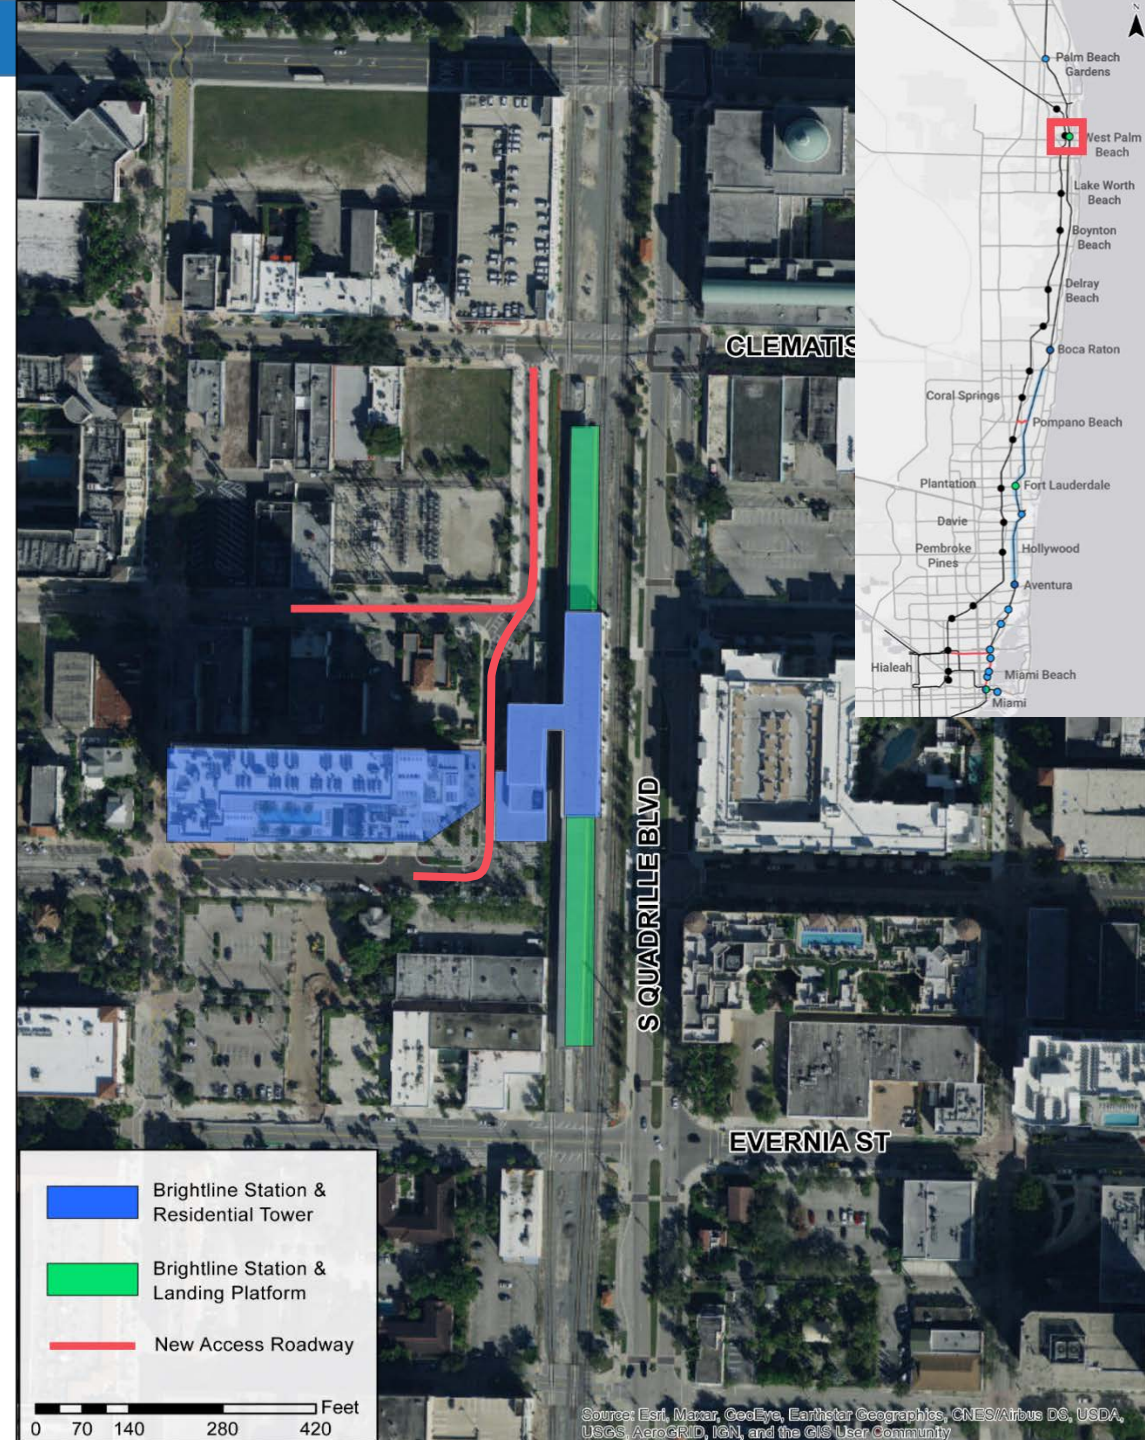 N
Palm Beach
Gardens
West Palm
Beach
Lake Worth
Beach
Boynton
Beach
Delray
Beach
Boca Raton
Coral Springs
Pompano Beach
Plantation
Fort Lauderdale
Davie
Pembroke
Pines
Hollywood
Aventura
Hialeah
Miami Beach
Miami
CLEMATIS
S QUADRILLE BLVD
EVERNIA ST
Brightline Station &
Residential Tower
Brightline Station &
Landing Platform
New Access Roadway
Feet
0 70 140 280 420
Source: Esri, Maxar, GeoEye, Earthstar Geographics, CNES/Airbus DS, USDA,
USGS, AeroGRID, IGN, and the GIS User Community